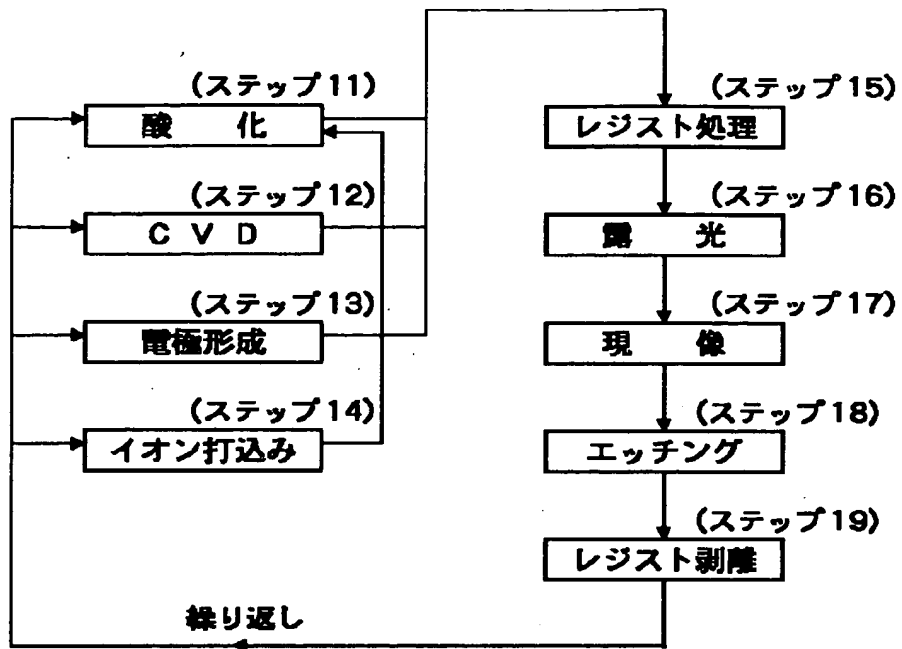 (ステップ11)
酸 化
(ステップ12)
C V D
(ステップ13)
電極形成
(ステップ14)
イオン打込み
(ステップ15)
レジスト処理
(ステップ16)
露 光
(ステップ17)
現 像
(ステップ18)
エッチング
(ステップ19)
レジスト剥離
繰り返し